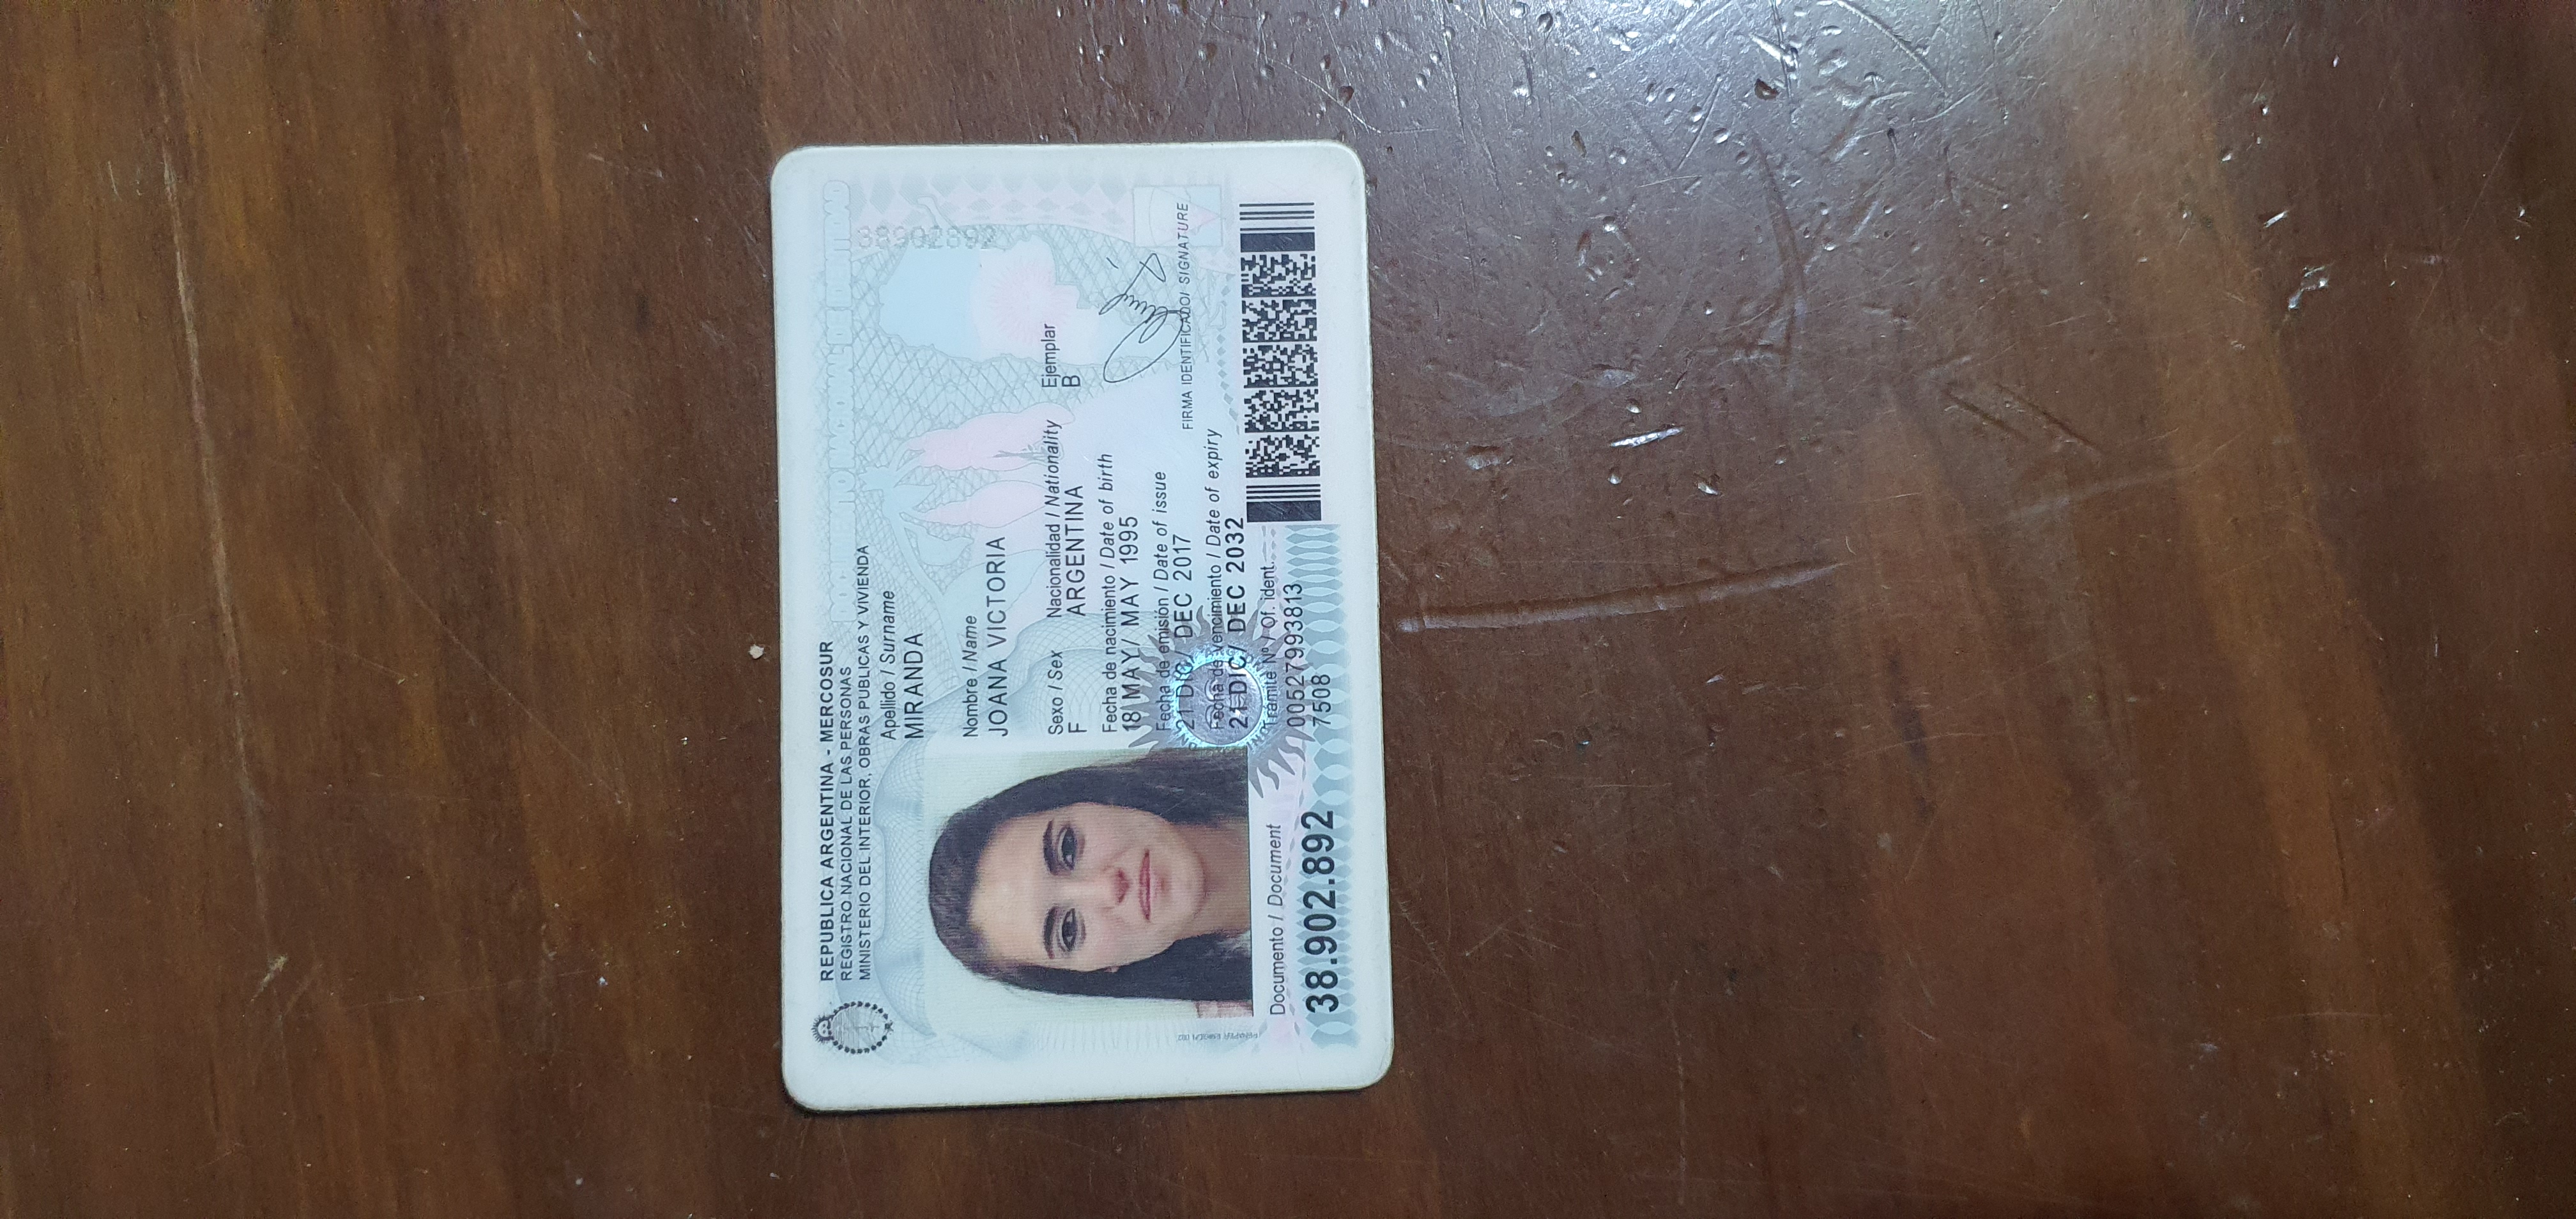 REPUBLICA ARGENTINA - MERCOSUR
REGISTRO NACIONAL DE LAS PERSONAS
MINISTERIO DEL INTERIOR, OBRAS PUBLICAS Y VIVIENDA
DOCUMENTO NACIONAL DE IDENTIDAD
Apellido / Surname
MIRANDA
Nombre / Name
JOANA VICTORIA
Sexo / Sex Nacionalidad / Nationality Ejemplar
F ARGENTINA B
Fecha de nacimiento / Date of birth
18 MAY/ MAY 1995
Fecha de emisión / Date of issue
21 DIC/ DEC 2017
FIRMA IDENTIFICADO/ SIGNATURE
Fecha de vencimiento / Date of expiry
21 DIC/ DEC 2032
Trámite Nº / Of. ident.
00527993813
7508
Documento / Document
38.902.892